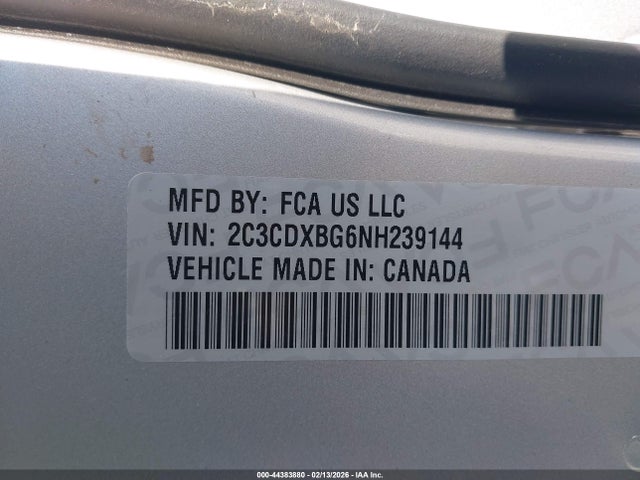 MFD BY: FCA US LLC
VIN: 2C3CDXBG6NH239144
VEHICLE MADE IN: CANADA
000-44383880 - 02/13/2026 - IAA Inc.